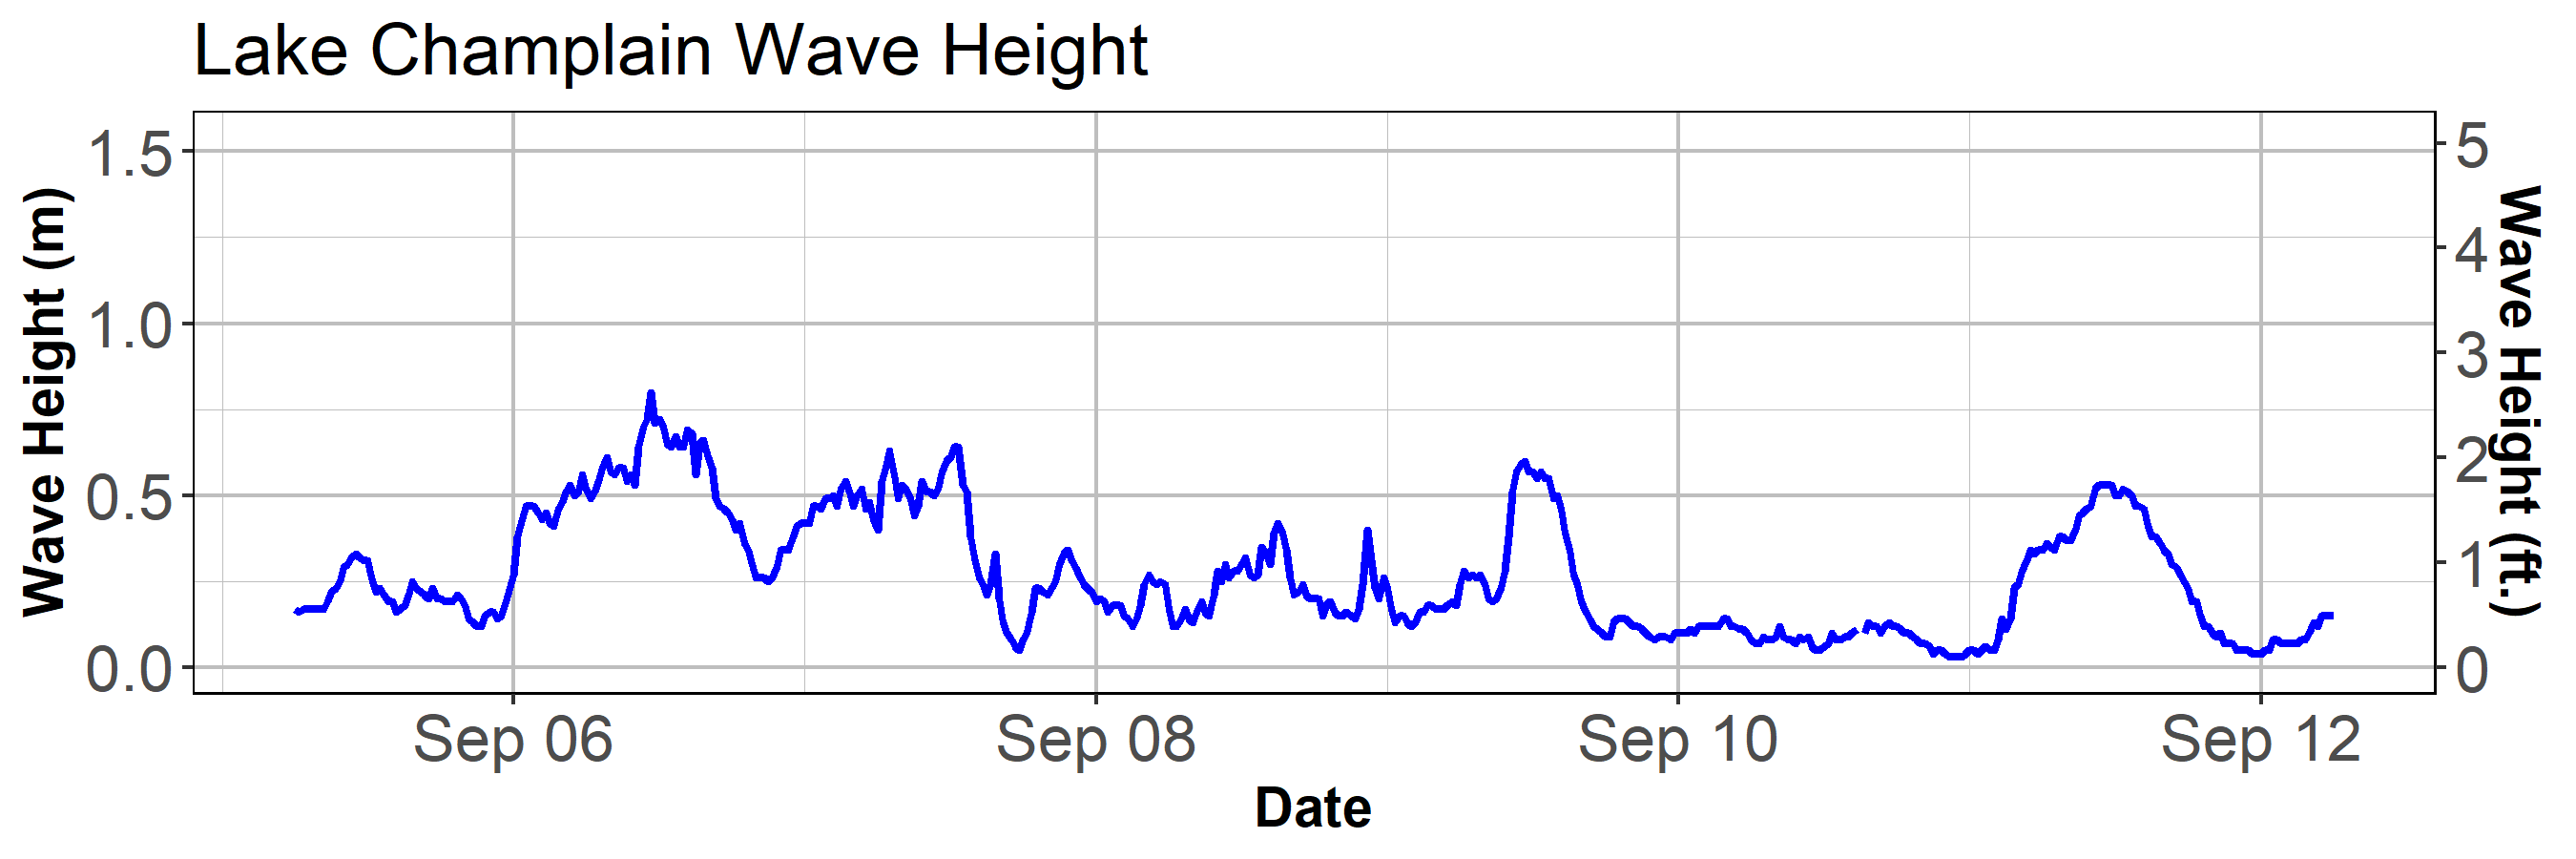 Lake Champlain Wave Height
Wave Height (m)
1.5
1.0
0.5
0.0
5
4
3
2
1
0
Wave Height (ft.)
Sep 06
Sep 08
Sep 10
Sep 12
Date